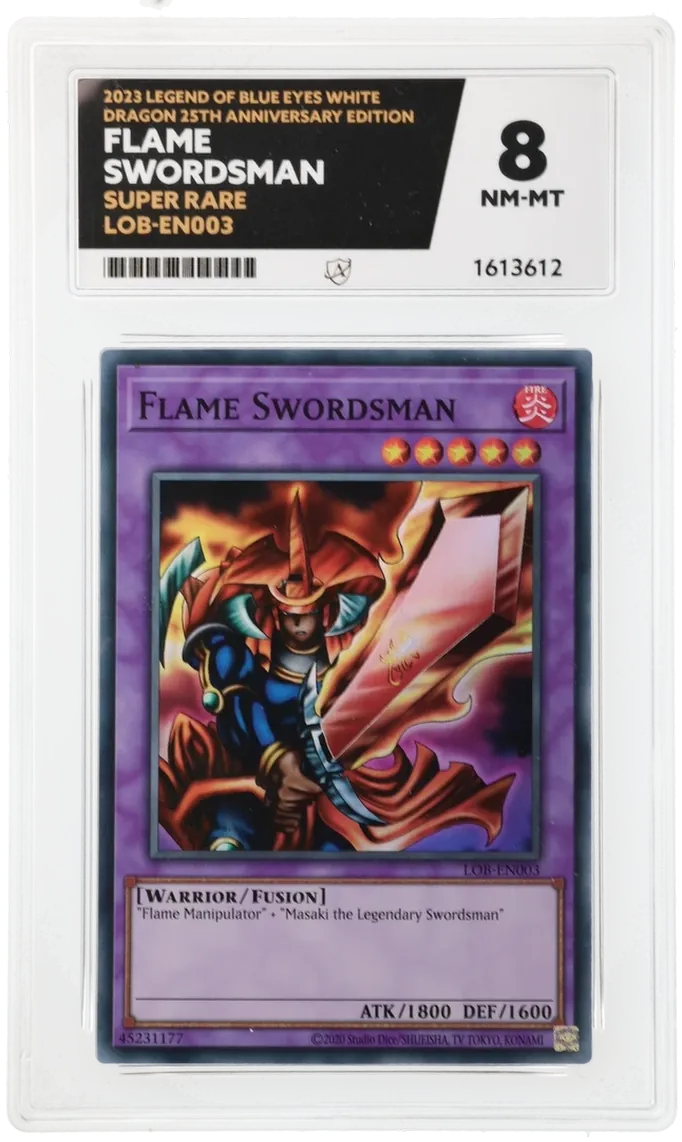 2023 LEGEND OF BLUE EYES WHITE
DRAGON 25TH ANNIVERSARY EDITION
FLAME
SWORDSMAN
SUPER RARE
LOB-EN003
8
NM-MT
1613612
FLAME SWORDSMAN
FIRE
炎
LOB-EN003
[WARRIOR/FUSION]
"Flame Manipulator" + "Masaki the Legendary Swordsman"
ATK/1800 DEF/1600
45231177
©2020 Studio Dice/SHUEISHA, TV TOKYO, KONAMI